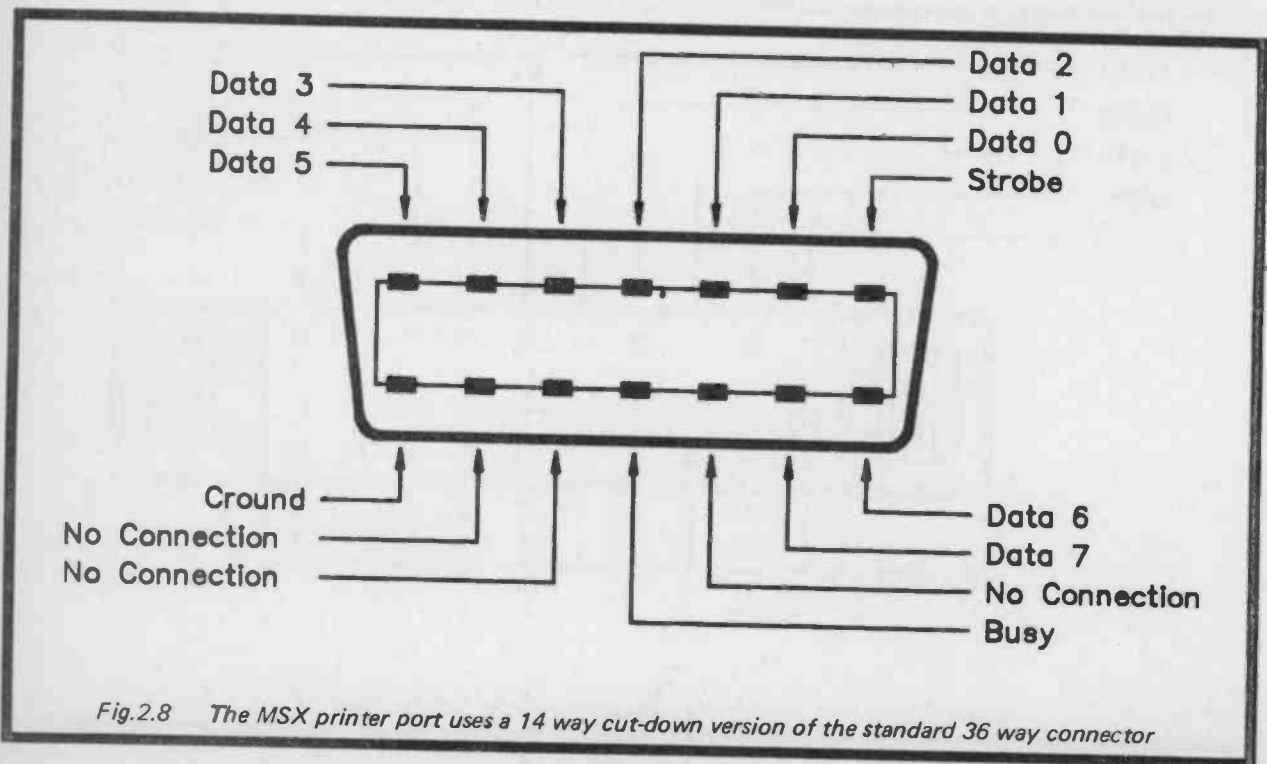 Data 3
Data 4
Data 5
Data 2
Data 1
Data 0
Strobe
Cround
No Connection
No Connection
Data 6
Data 7
No Connection
Busy
Fig.2.8 The MSX printer port uses a 14 way cut-down version of the standard 36 way connector